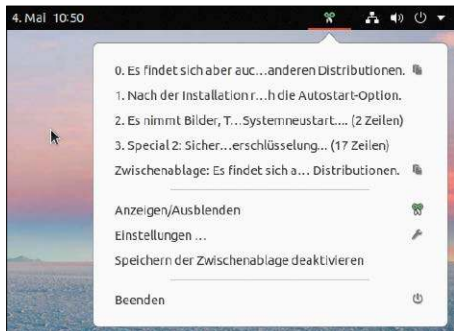 4. Mai 10:50
0. Es findet sich aber auc...anderen Distributionen.
1. Nach der Installation r...h die Autostart-Option.
2. Es nimmt Bilder, T...Systemneustart.... (2 Zeilen)
3. Special 2: Sicher...erschlüsselung... (17 Zeilen)
Zwischenablage: Es findet sich a... Distributionen.
Anzeigen/Ausblenden
Einstellungen ...
Speichern der Zwischenablage deaktivieren
Beenden